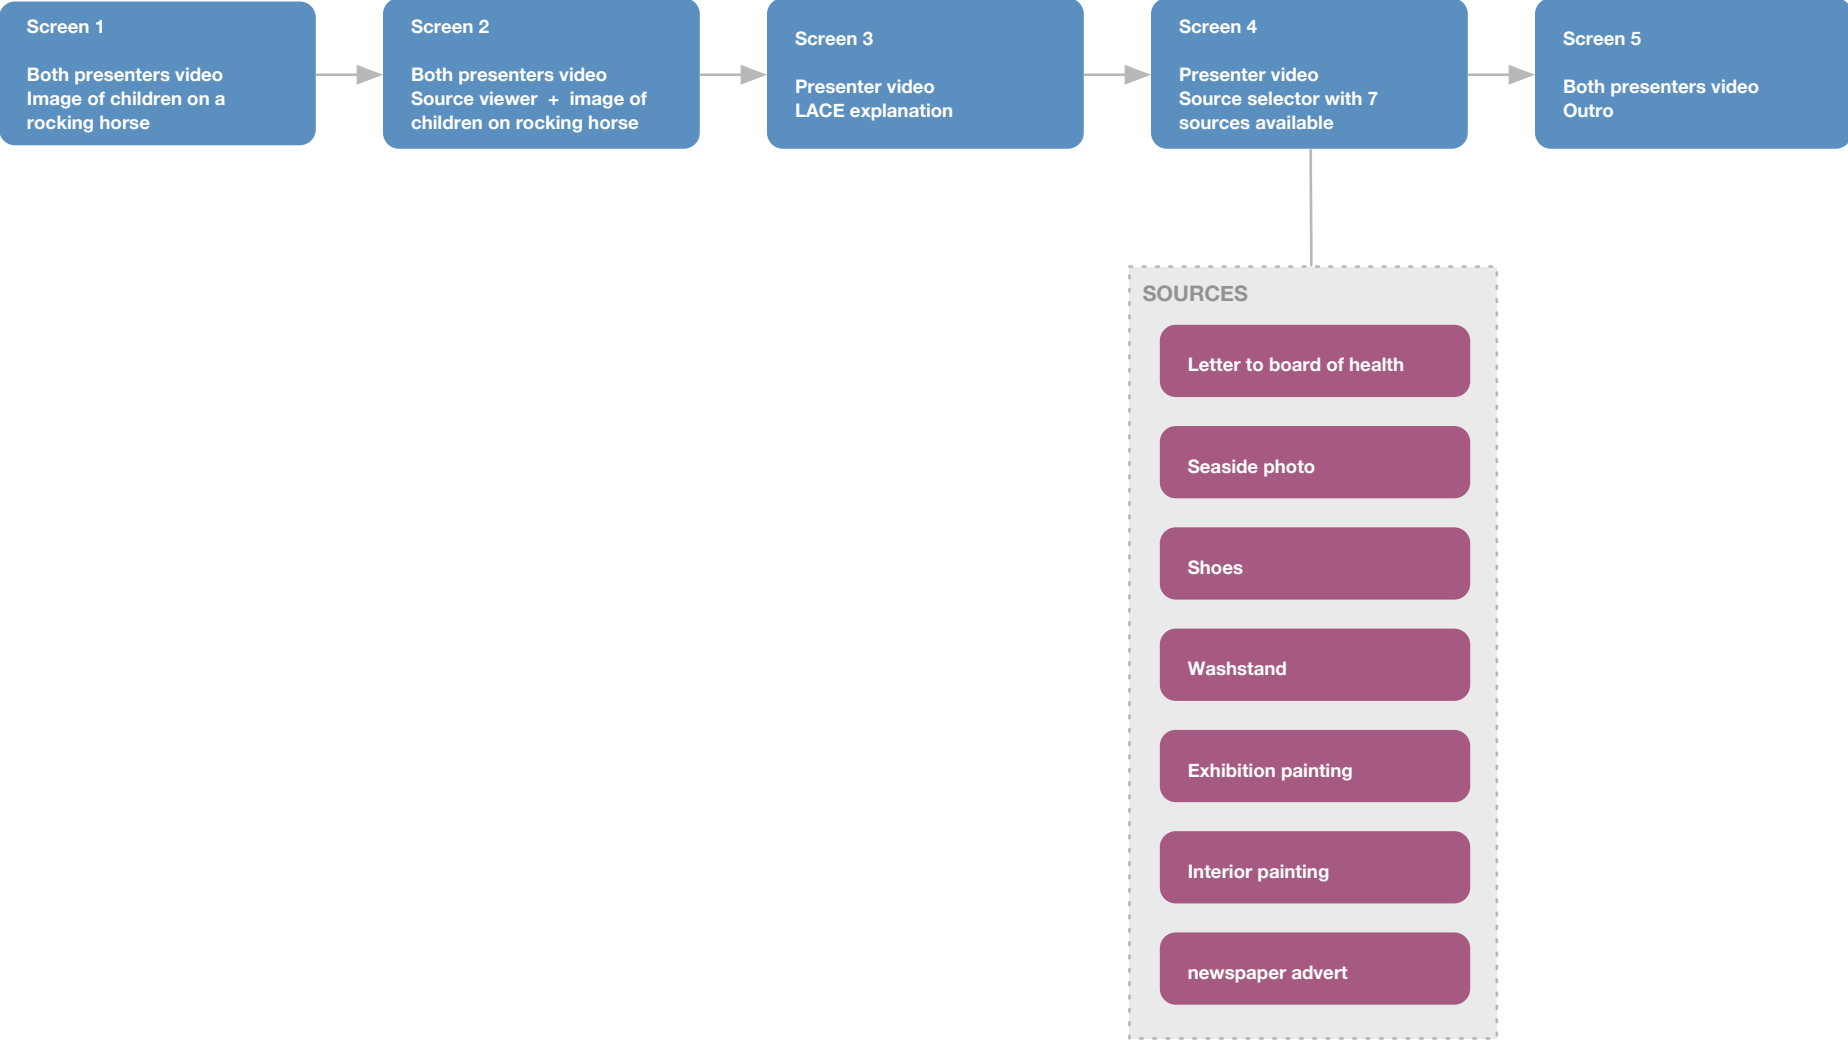 Screen 1
Both presenters video
Image of children on a
rocking horse
Screen 2
Both presenters video
Source viewer + image of
children on rocking horse
Screen 3
Presenter video
LACE explanation
Screen 4
Presenter video
Source selector with 7
sources available
Screen 5
Both presenters video
Outro
SOURCES
Letter to board of health
Seaside photo
Shoes
Washstand
Exhibition painting
Interior painting
newspaper advert